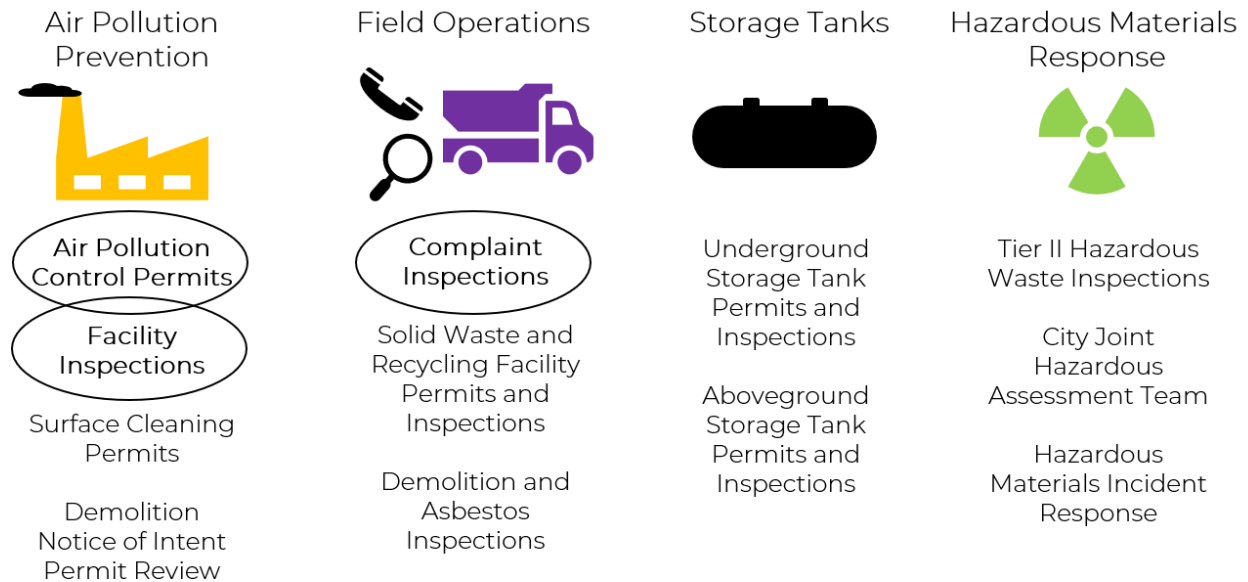 Air Pollution
Prevention
Air Pollution
Control Permits
Facility
Inspections
Surface Cleaning
Permits
Demolition
Notice of Intent
Permit Review
Field Operations
Complaint
Inspections
Solid Waste and
Recycling Facility
Permits and
Inspections
Demolition and
Asbestos
Inspections
Storage Tanks
Underground
Storage Tank
Permits and
Inspections
Aboveground
Storage Tank
Permits and
Inspections
Hazardous Materials
Response
Tier II Hazardous
Waste Inspections
City Joint
Hazardous
Assessment Team
Hazardous
Materials Incident
Response